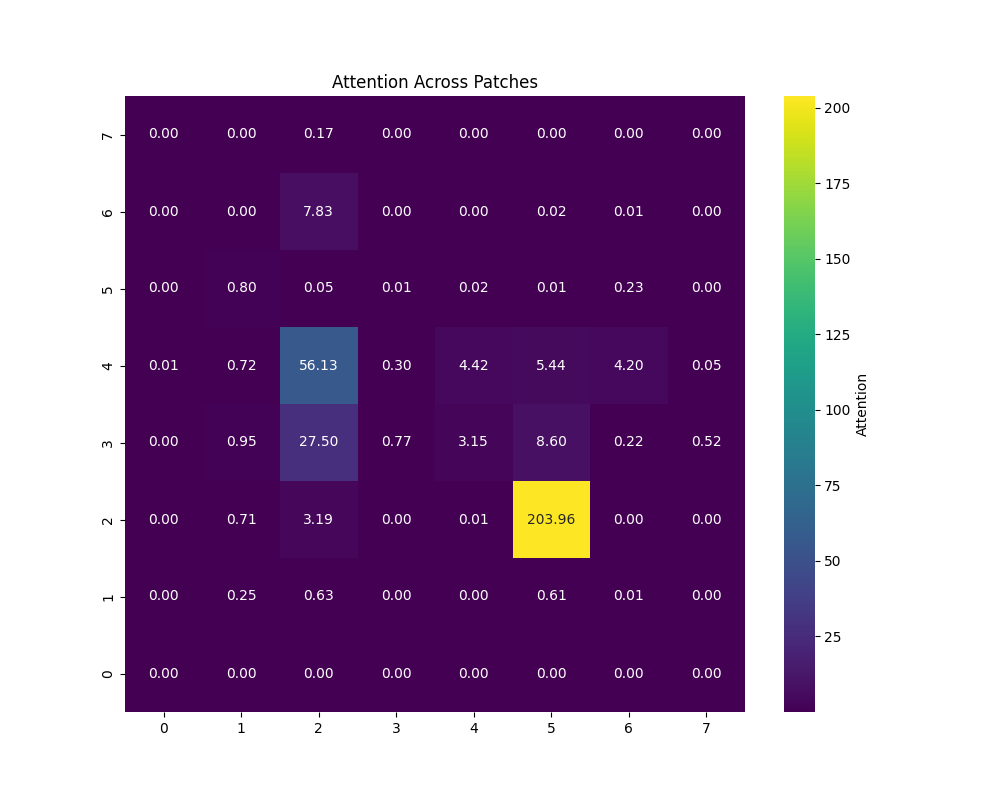 Attention Across Patches
7 0.00 0.00 0.17 0.00 0.00 0.00 0.00 0.00
6 0.00 0.00 7.83 0.00 0.00 0.02 0.01 0.00
5 0.00 0.80 0.05 0.01 0.02 0.01 0.23 0.00
4 0.01 0.72 56.13 0.30 4.42 5.44 4.20 0.05
3 0.00 0.95 27.50 0.77 3.15 8.60 0.22 0.52
2 0.00 0.71 3.19 0.00 0.01 203.96 0.00 0.00
1 0.00 0.25 0.63 0.00 0.00 0.61 0.01 0.00
0 0.00 0.00 0.00 0.00 0.00 0.00 0.00 0.00
0 1 2 3 4 5 6 7
200
175
150
125
100
75
50
25
Attention